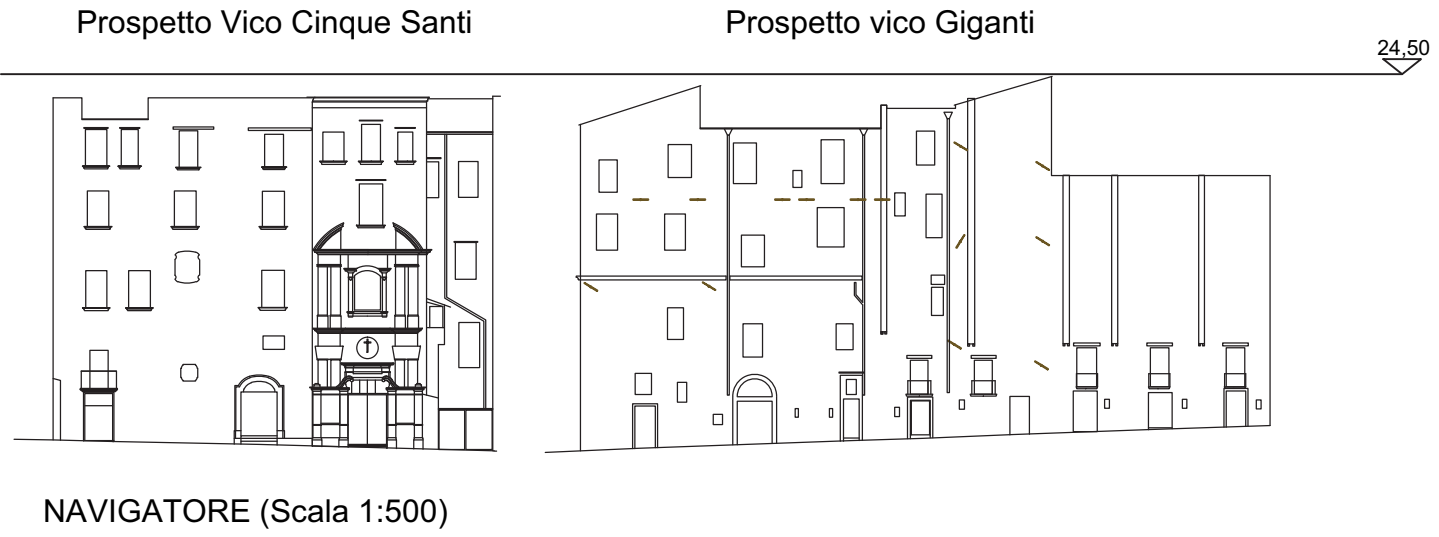 Prospetto Vico Cinque Santi
Prospetto vico Giganti
24,50
NAVIGATORE (Scala 1:500)